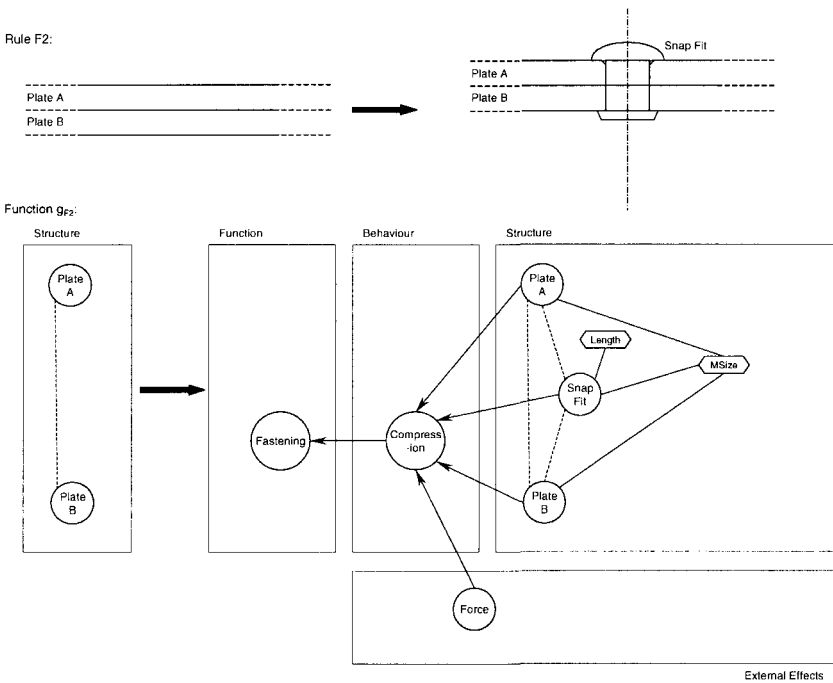 Rule F2:
Snap Fit
Plate A
Plate B
Plate A
Plate B
Function gF2:
Structure
Function
Behaviour
Structure
Plate
A
Plate
A
Length
MSize
Snap
Fit
Fastening
Compress
-ion
Plate
B
Plate
B
Force
External Effects